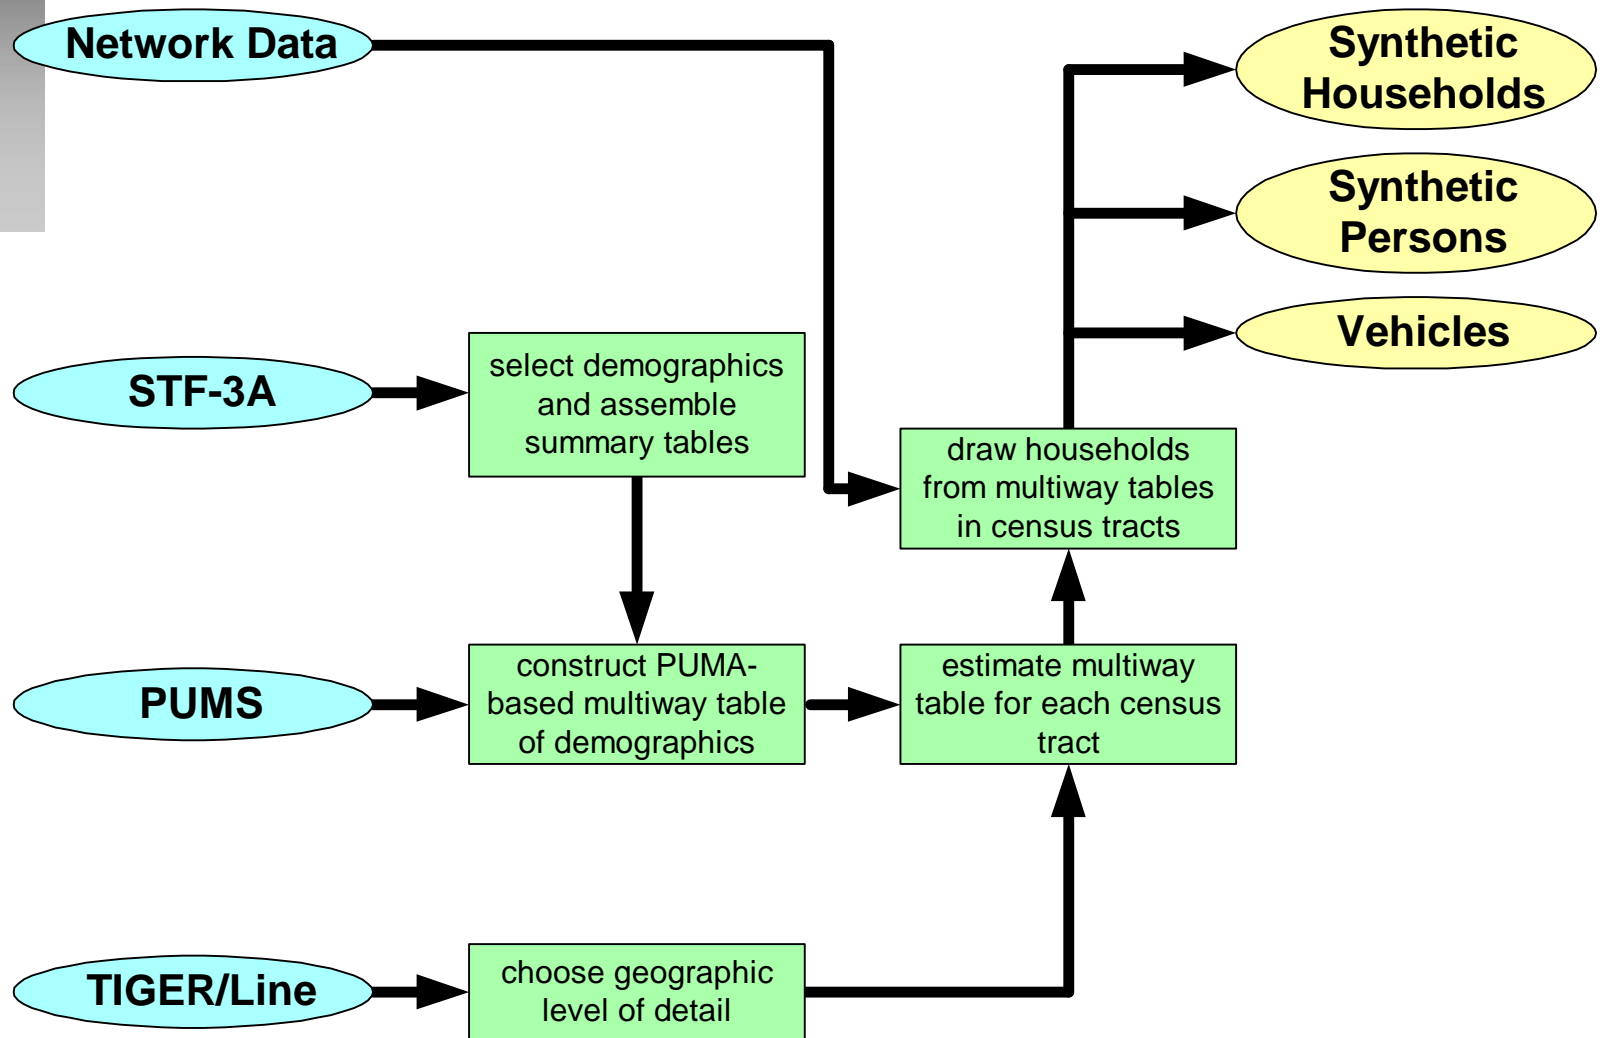 Network Data
Synthetic
Households
Synthetic
Persons
Vehicles
STF-3A
select demographics
and assemble
summary tables
draw households
from multiway tables
in census tracts
PUMS
construct PUMA-
based multiway table
of demographics
estimate multiway
table for each census
tract
TIGER/Line
choose geographic
level of detail